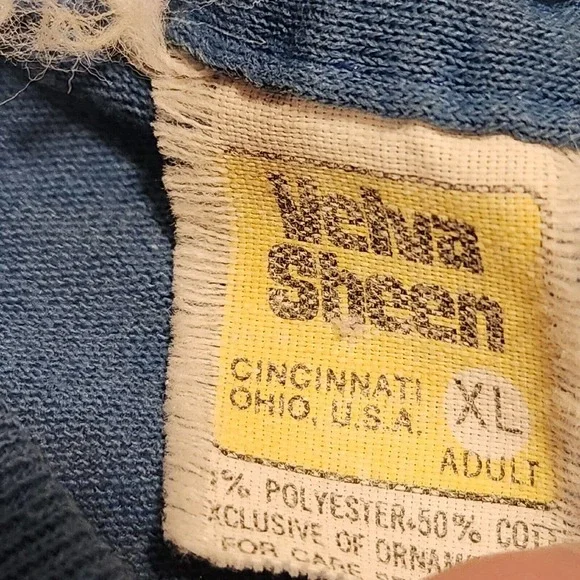 Velva
Sheen
CINCINNATI
OHIO, U.S.A.
XL
ADULT
% POLYESTER•50% COT
XCLUSIVE OF ORNAM
FOR CARE